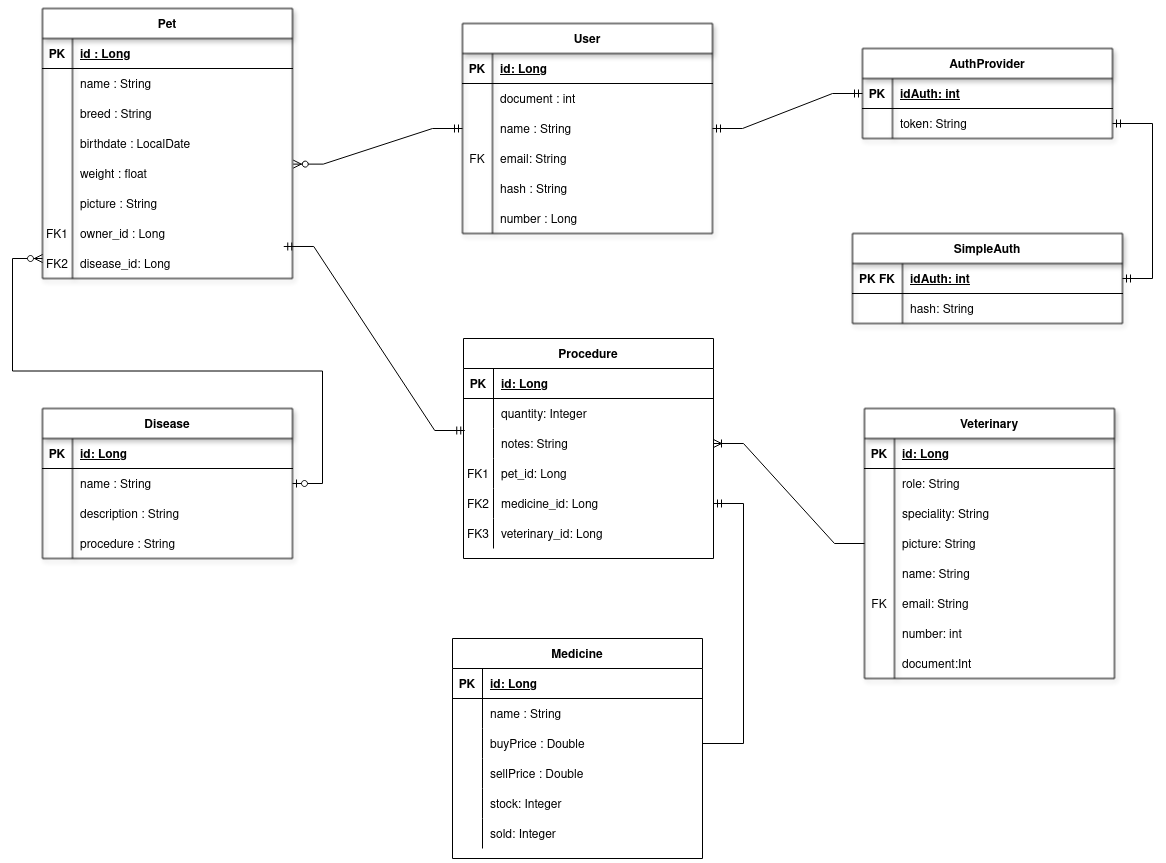 Pet
PK id : Long
name : String
breed : String
birthdate : LocalDate
weight : float
picture : String
FK1 owner_id : Long
FK2 disease_id: Long
User
PK id: Long
document : int
name : String
FK email: String
hash : String
number : Long
AuthProvider
PK idAuth: int
token: String
SimpleAuth
PK FK idAuth: int
hash: String
Procedure
PK id: Long
quantity: Integer
notes: String
FK1 pet_id: Long
FK2 medicine_id: Long
FK3 veterinary_id: Long
Disease
PK id: Long
name : String
description : String
procedure : String
Veterinary
PK id: Long
role: String
speciality: String
picture: String
name: String
FK email: String
number: int
document:Int
Medicine
PK id: Long
name : String
buyPrice : Double
sellPrice : Double
stock: Integer
sold: Integer